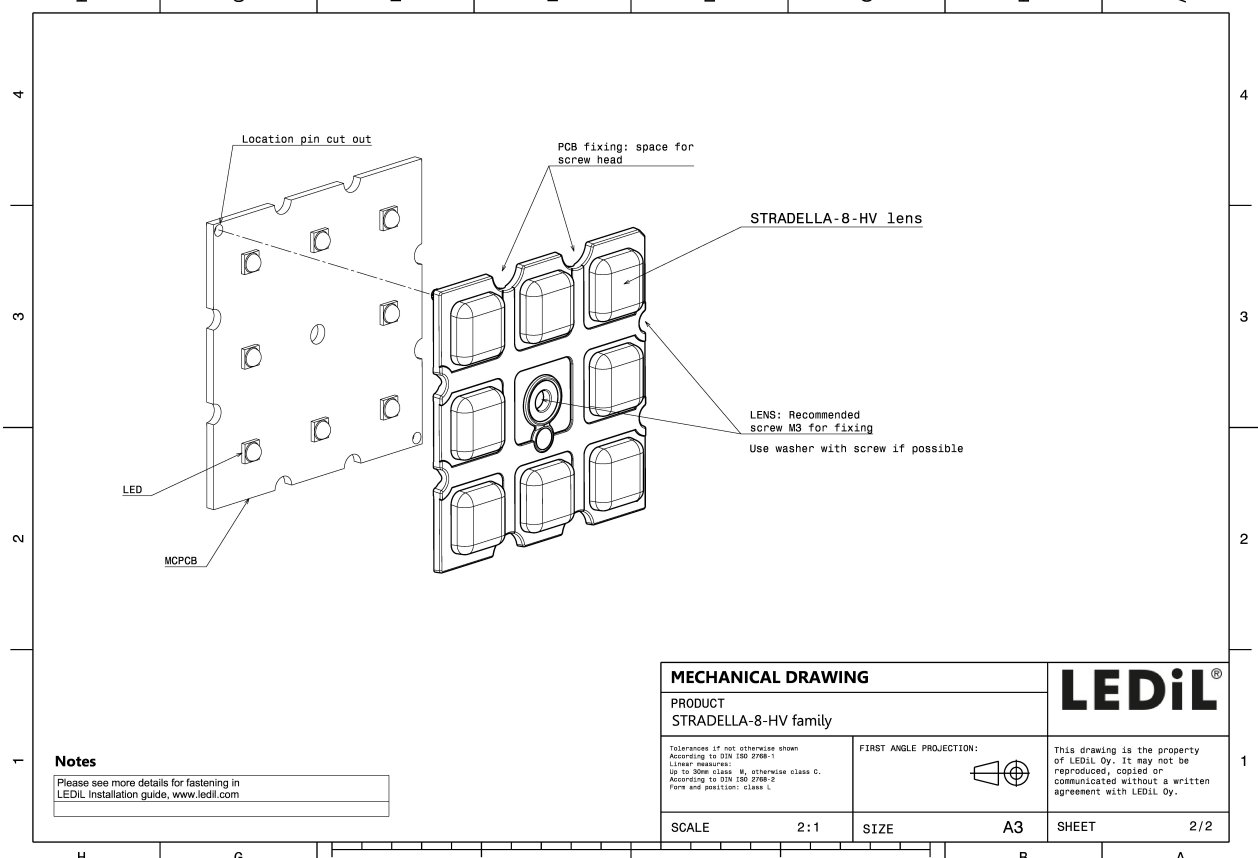 4
4
Location pin cut out
PCB fixing: space for
screw head
STRADELLA-8-HV lens
3
3
LENS: Recommended
screw M3 for fixing
Use washer with screw if possible
LED
MCPCB
2
2
MECHANICAL DRAWING
PRODUCT
STRADELLA-8-HV family
LEDiL®
Tolerances if not otherwise shown
According to DIN ISO 2768-1
Linear measures:
Up to 30mm class  M, otherwise class C.
According to DIN ISO 2768-2
Form and position: class L
FIRST ANGLE PROJECTION:
This drawing is the property
of LEDiL Oy. It may not be
reproduced, copied or
communicated without a written
agreement with LEDiL Oy.
1
1
Notes
Please see more details for fastening in
LEDiL Installation guide, www.ledil.com
SCALE 2:1
SIZE A3
SHEET 2/2
H G B A